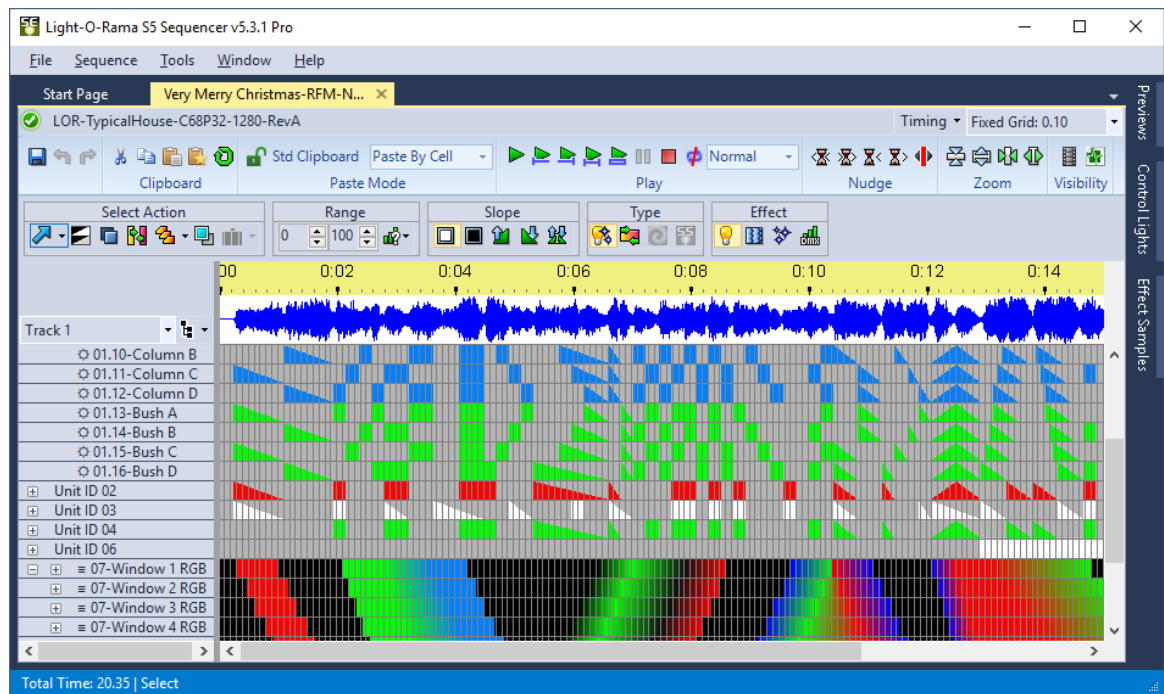 Light-O-Rama S5 Sequencer v5.3.1 Pro
File Sequence Tools Window Help
Start Page Very Merry Christmas-RFM-N...
LOR-TypicalHouse-C68P32-1280-RevA Timing Fixed Grid: 0.10
Std Clipboard Paste By Cell Normal
Clipboard Paste Mode Play Nudge Zoom Visibility
Select Action Range Slope Type Effect
0 100 dmx
00 0:02 0:04 0:06 0:08 0:10 0:12 0:14
Track 1
01.10-Column B
01.11-Column C
01.12-Column D
01.13-Bush A
01.14-Bush B
01.15-Bush C
01.16-Bush D
Unit ID 02
Unit ID 03
Unit ID 04
Unit ID 06
07-Window 1 RGB
07-Window 2 RGB
07-Window 3 RGB
07-Window 4 RGB
Total Time: 20.35 | Select
Previews
Control Lights
Effect Samples